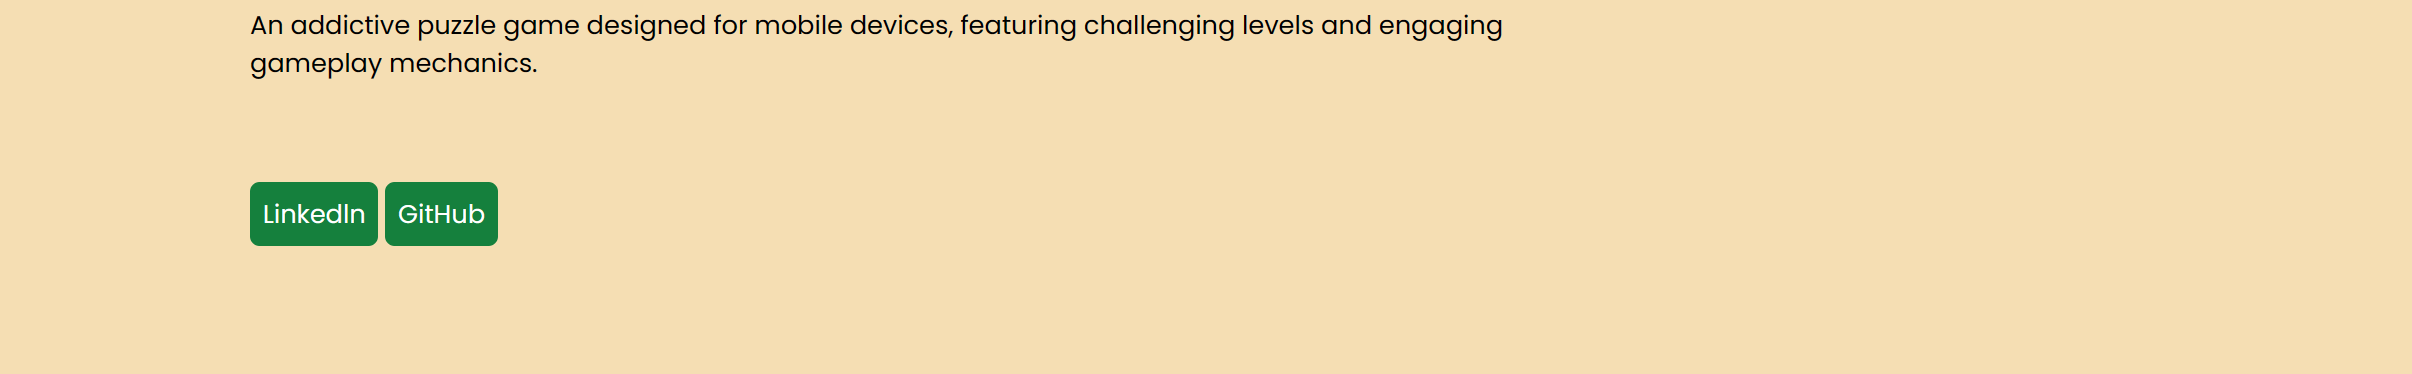 An addictive puzzle game designed for mobile devices, featuring challenging levels and engaging
gameplay mechanics.
LinkedIn GitHub